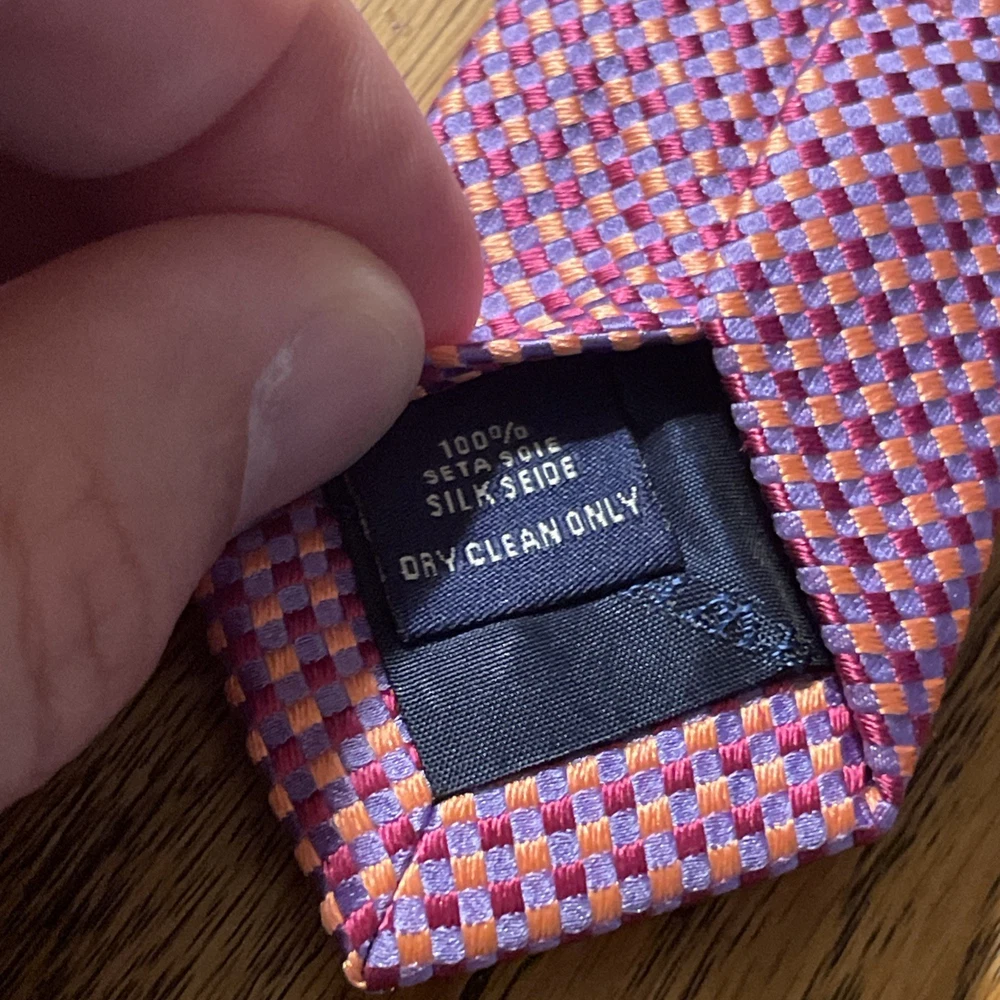 100%
SETA SOIE
SILK SEIDE
DRY CLEAN ONLY